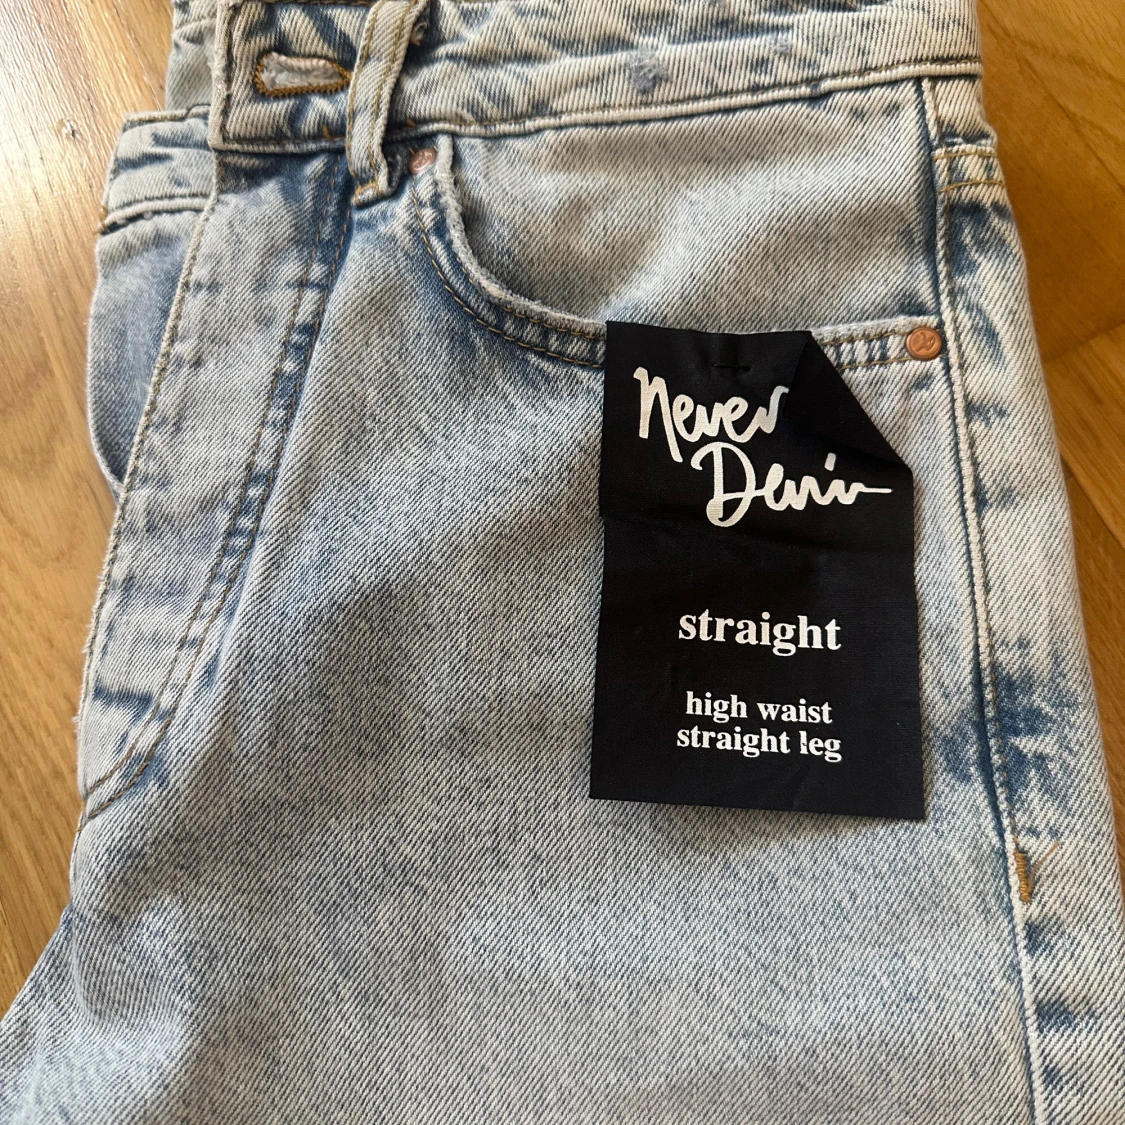 Never
Denim
straight
high waist
straight leg